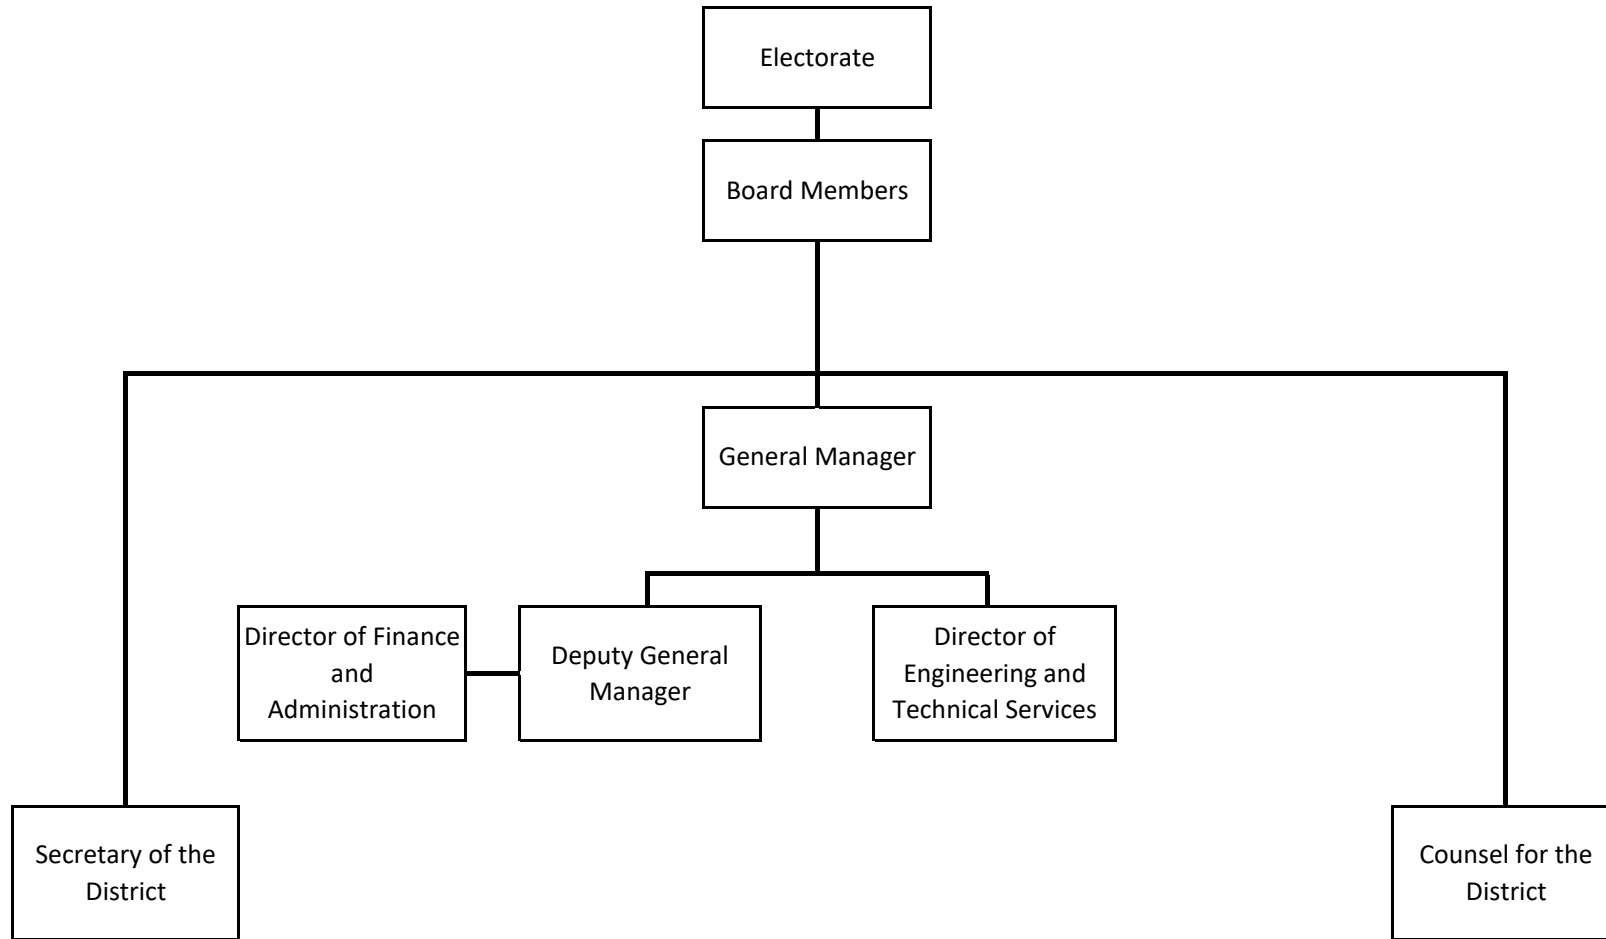 Electorate
Board Members
General Manager
Director of Finance
and
Administration
Deputy General
Manager
Director of
Engineering and
Technical Services
Secretary of the
District
Counsel for the
District